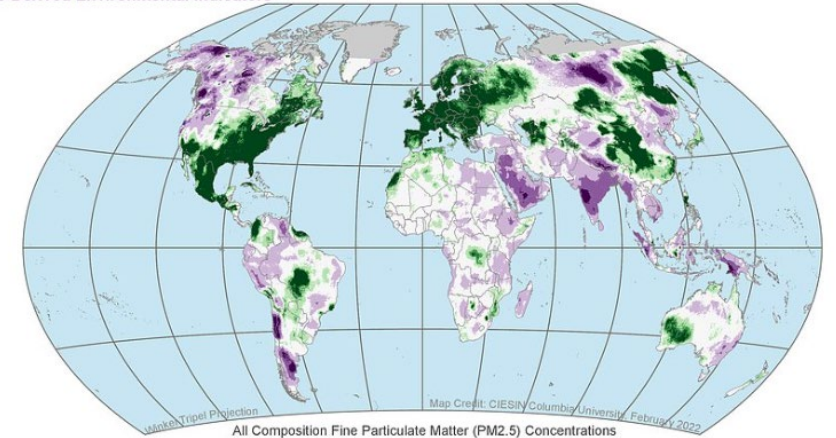 Winkel Tripel Projection
Map Credit: CIESIN Columbia University, February 2022
All Composition Fine Particulate Matter (PM2.5) Concentrations